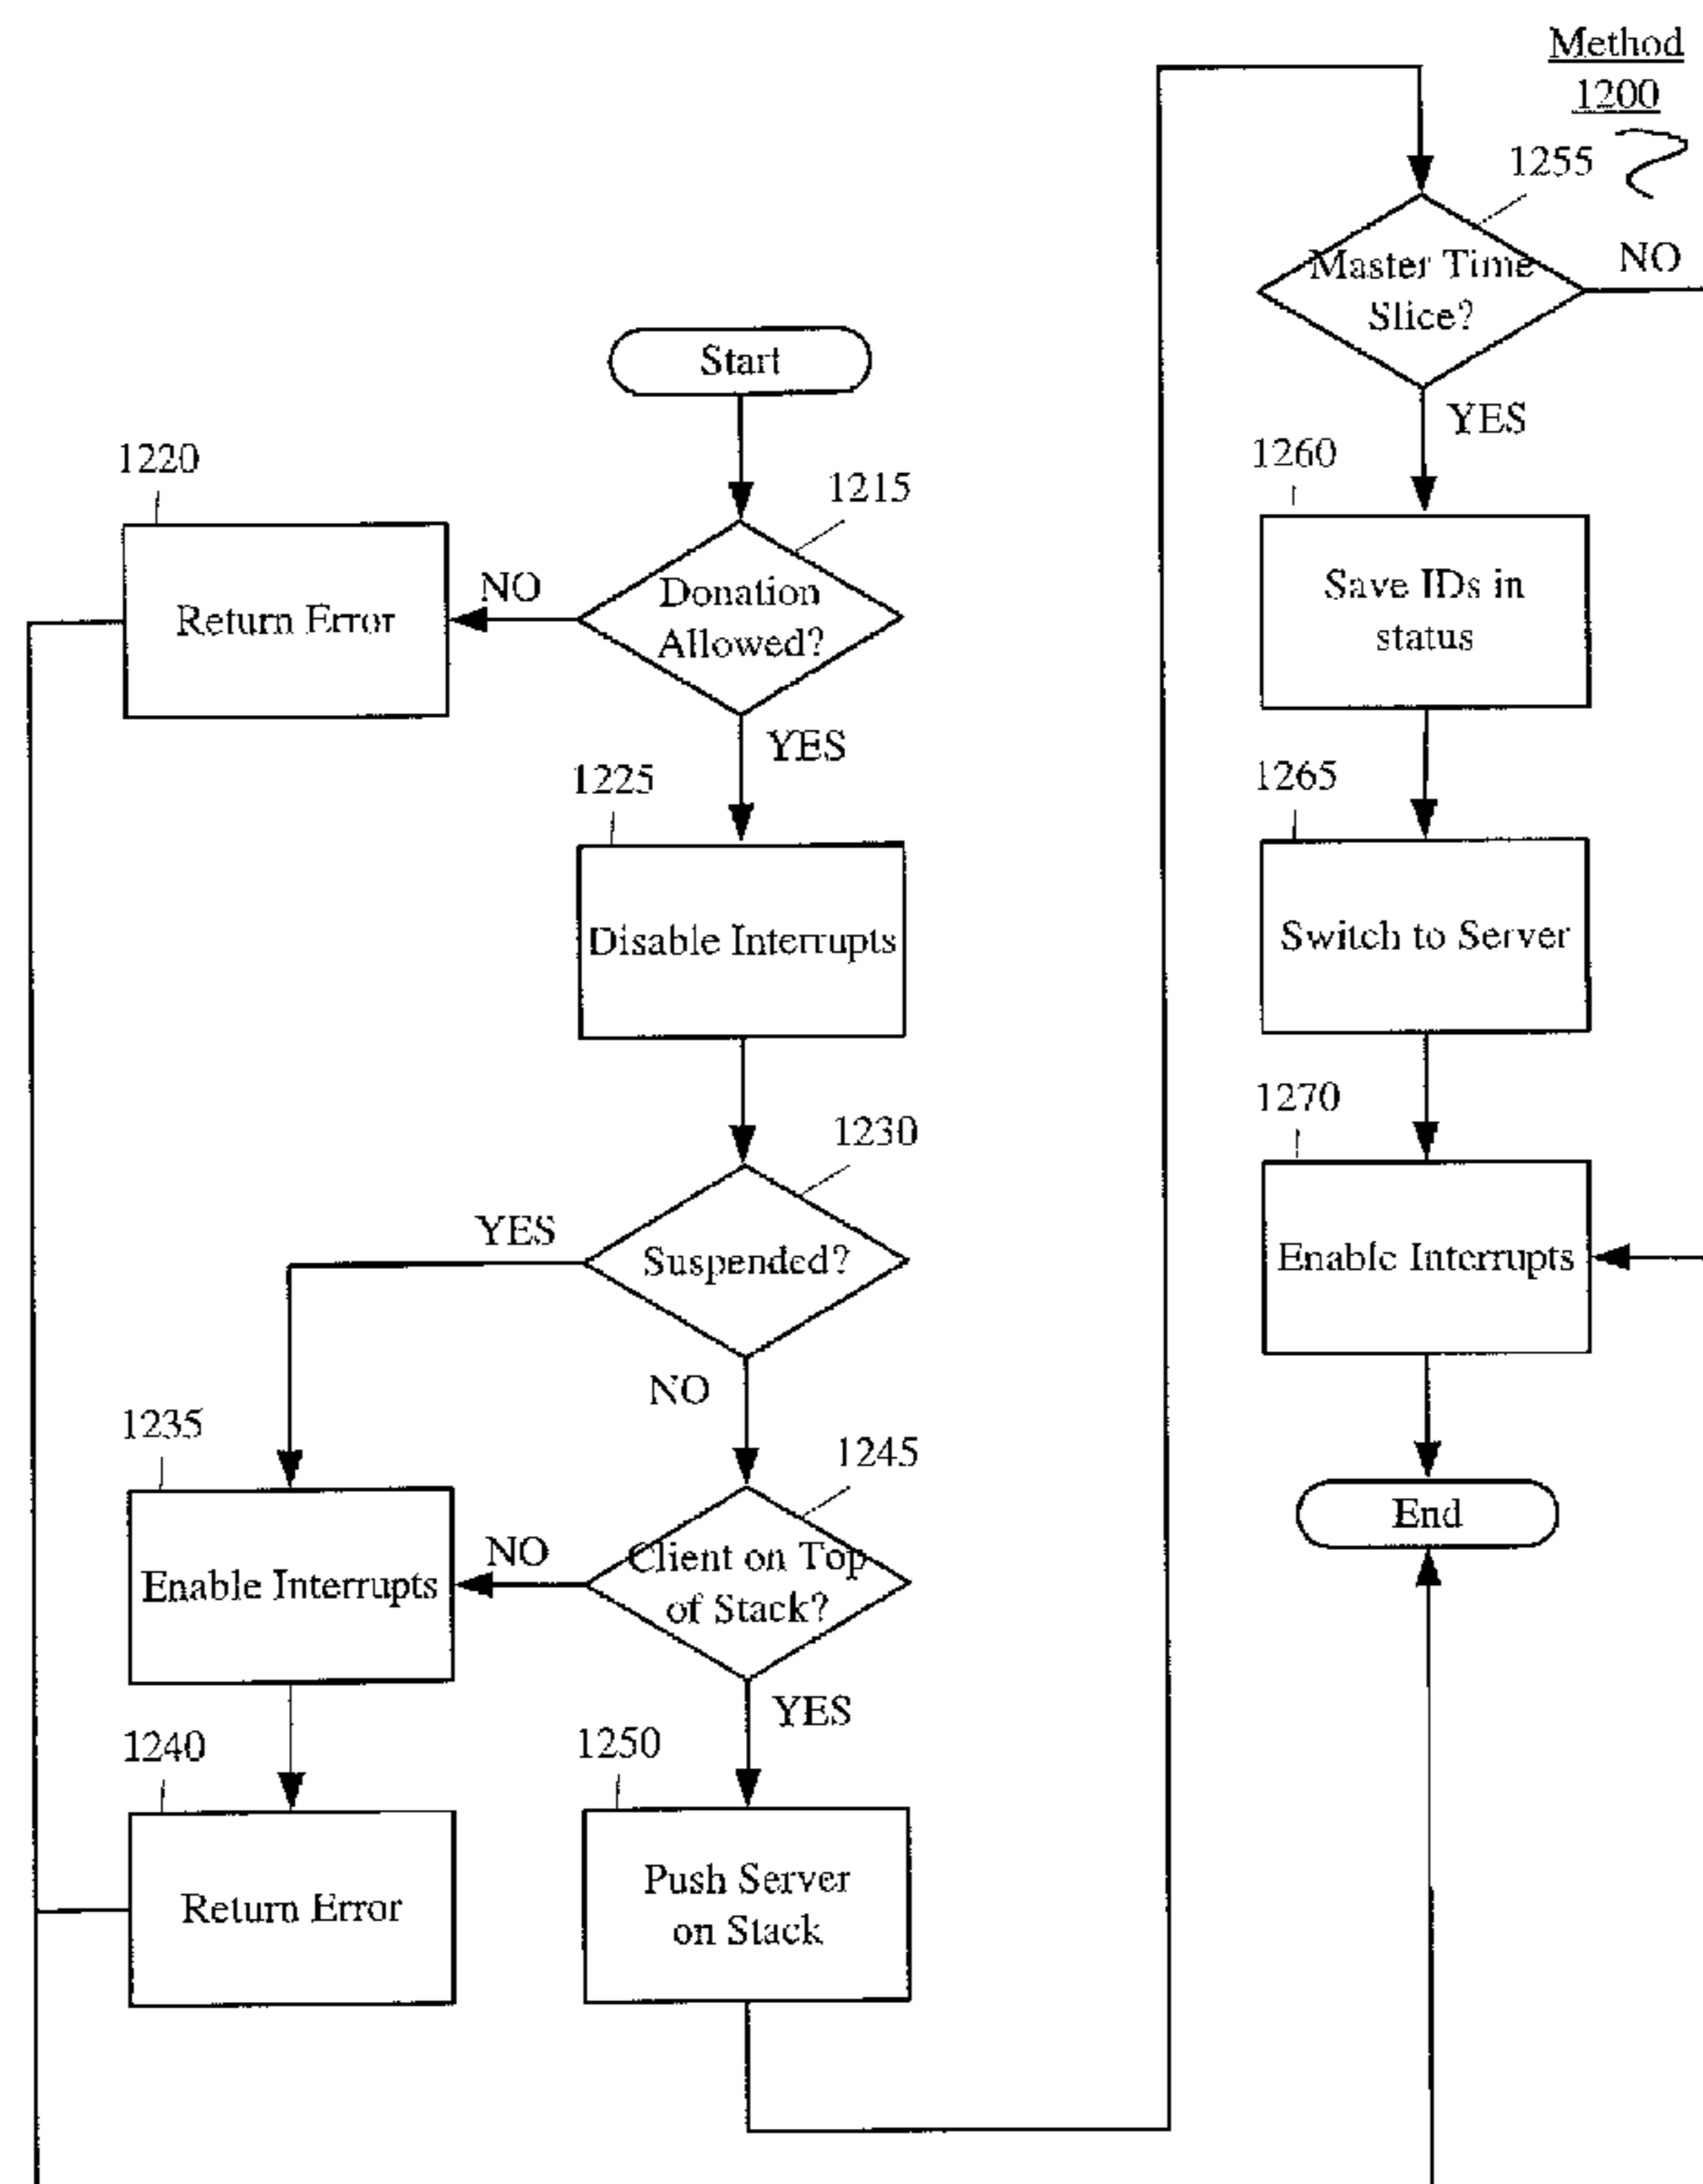 Method
1200
Start
1215
Donation
Allowed?
NO
YES
1220
Return Error
1225
Disable Interrupts
1230
Suspended?
YES
NO
1235
Enable Interrupts
1240
Return Error
1245
Client on Top
of Stack?
NO
YES
1250
Push Server
on Stack
1255
Master Time
Slice?
NO
YES
1260
Save IDs in
status
1265
Switch to Server
1270
Enable Interrupts
End